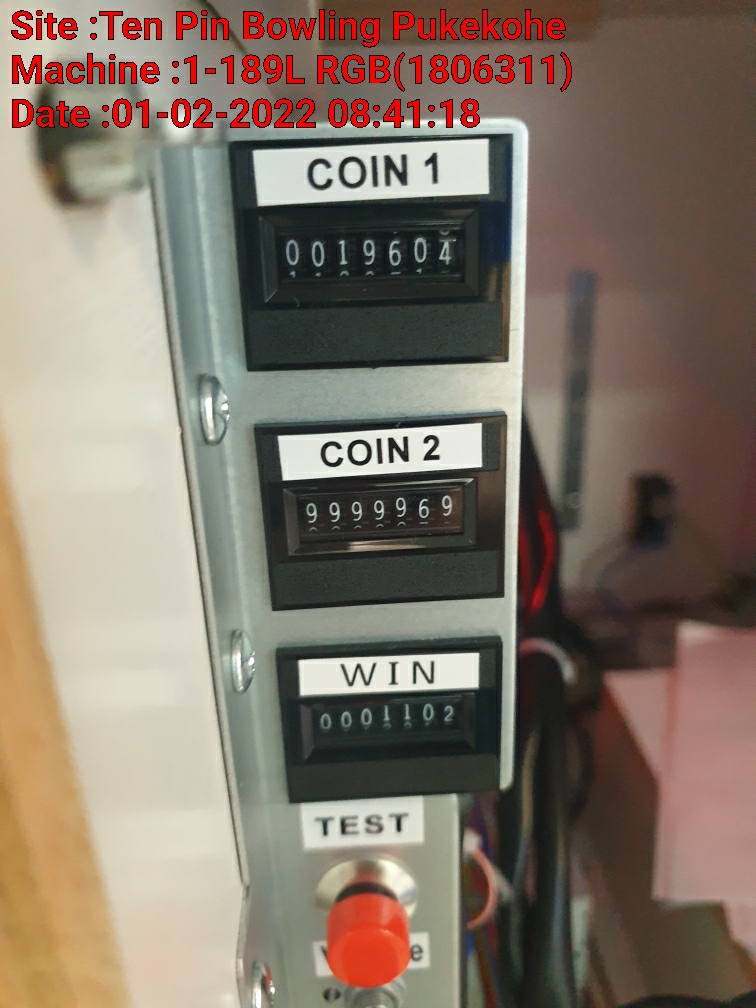 Site :Ten Pin Bowling Pukekohe
Machine :1-189L RGB(1806311)
Date :01-02-2022 08:41:18
COIN 1
0019604
COIN 2
9999969
WIN
0001102
TEST